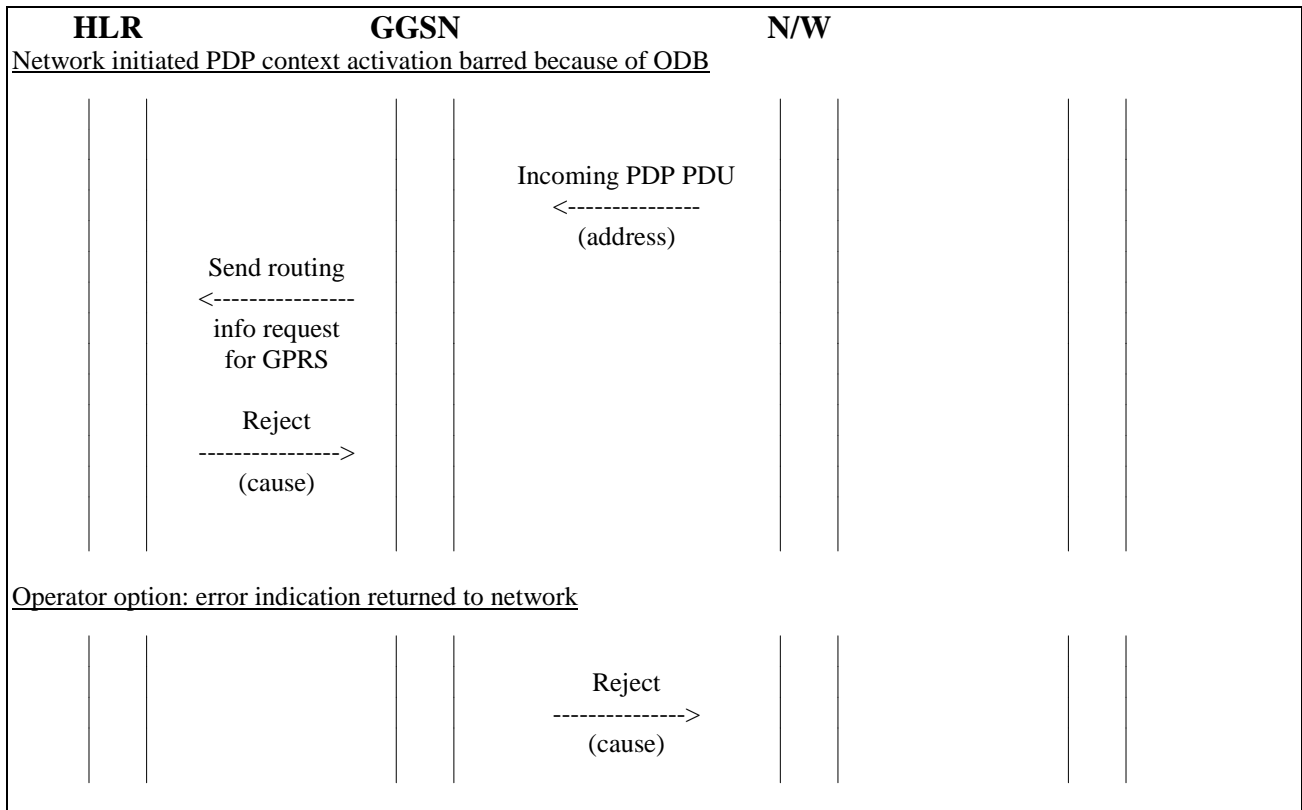 HLR GGSN N/W
Network initiated PDP context activation barred because of ODB
Incoming PDP PDU
<---------------
(address)
Send routing
<----------------
info request
for GPRS
Reject
---------------->
(cause)
Operator option: error indication returned to network
Reject
--------------->
(cause)